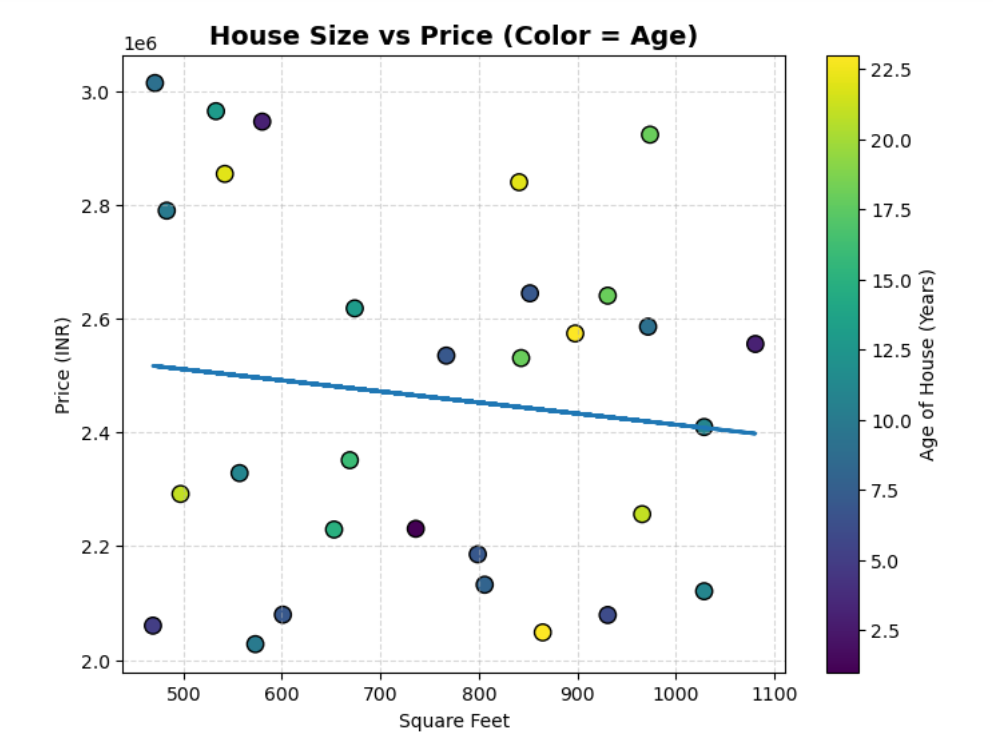 House Size vs Price (Color = Age)
1e6
3.0
2.8
2.6
2.4
2.2
2.0
Price (INR)
500 600 700 800 900 1000 1100
Square Feet
22.5
20.0
17.5
15.0
12.5
10.0
7.5
5.0
2.5
Age of House (Years)